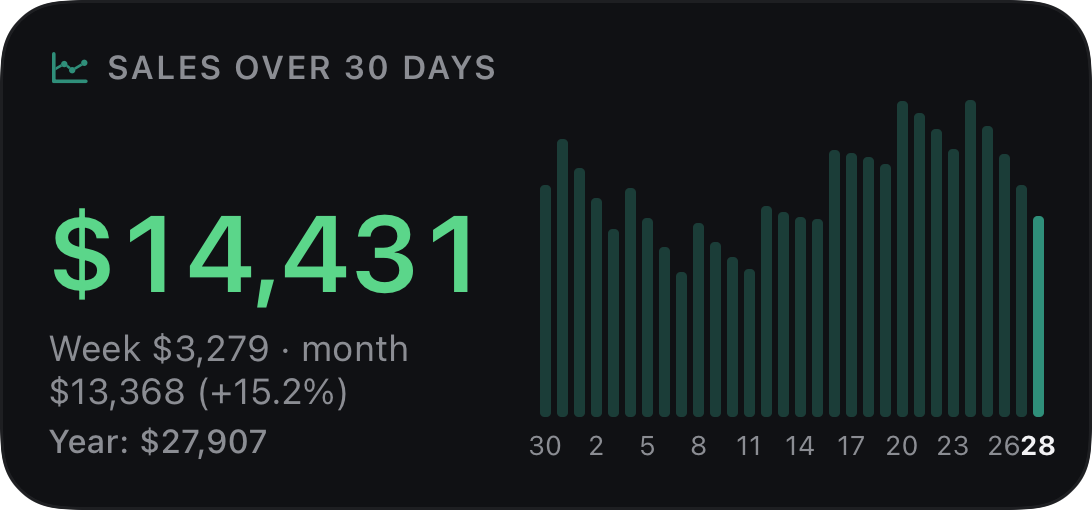 SALES OVER 30 DAYS
$14,431
Week $3,279 · month
$13,368 (+15.2%)
Year: $27,907
30 2 5 8 11 14 17 20 23 26 28